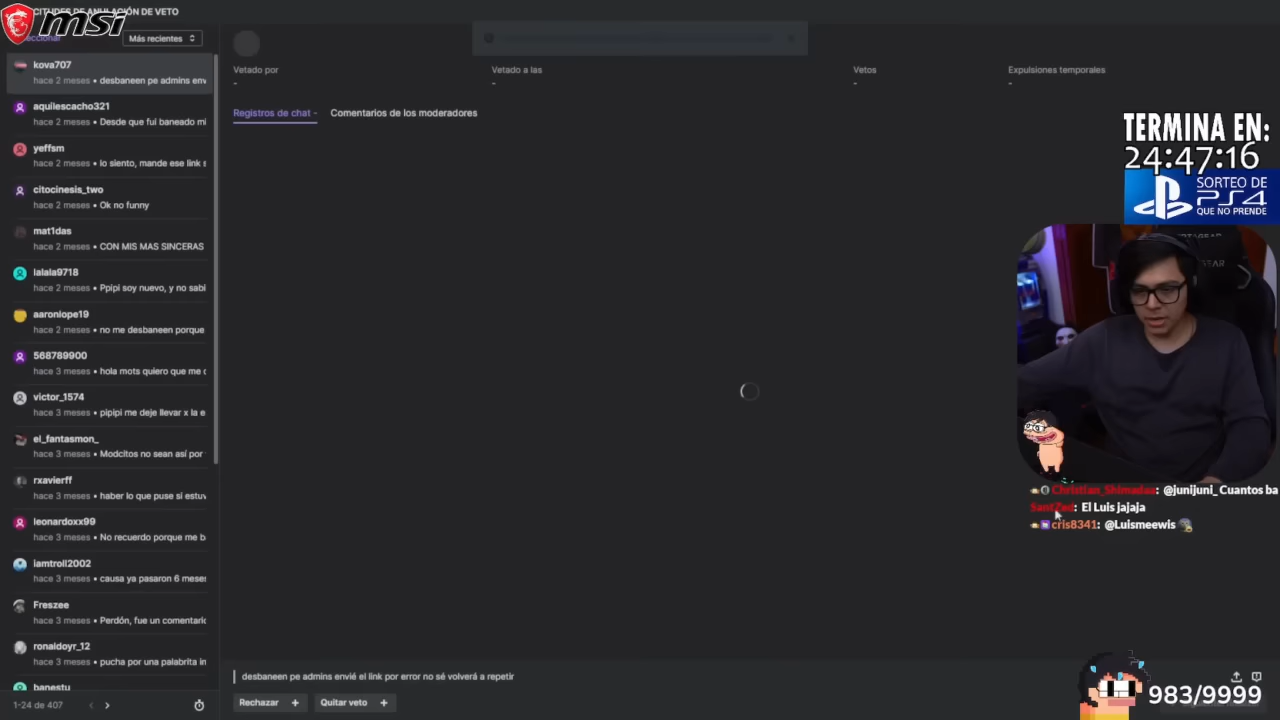 CITUDES DE ANULACIÓN DE VETO
msi
Más recientes
kova707
hace 2 meses • desbaneen pe admins env
aquilescacho321
hace 2 meses • Desde que fui baneado mi
yeffsm
hace 2 meses • lo siento, mande ese link s
citocinesis_two
hace 2 meses • Ok no funny
mat1das
hace 2 meses • CON MIS MAS SINCERAS
lalala9718
hace 2 meses • Ppipi soy nuevo, y no sabi
aaronlope19
hace 2 meses • no me desbaneen porque
568789900
hace 3 meses • hola mots quiero que me c
victor_1574
hace 3 meses • pipipi me deje llevar x la e
el_fantasmon_
hace 3 meses • Modcitos no sean así por
rxavierff
hace 3 meses • haber lo que puse si estuv
leonardoxx99
hace 3 meses • No recuerdo porque me b
iamtroll2002
hace 3 meses • causa ya pasaron 6 meses
Freszee
hace 3 meses • Perdón, fue un comentario
ronaldoyr_12
hace 3 meses • pucha por una palabrita in
banestu
1-24 de 407
Vetado por
-
Vetado a las
-
Vetos
-
Expulsiones temporales
-
Registros de chat -
Comentarios de los moderadores
desbaneen pe admins envié el link por error no sé volverá a repetir
Rechazar +
Quitar veto +
TERMINA EN:
24:47:16
SORTEO DE
PS4
QUE NO PRENDE
Christian_Shimadaa: @junijuni_ Cuantos ba
SantZed: El Luis jajaja
cris8341: @Luismeewis
983/9999